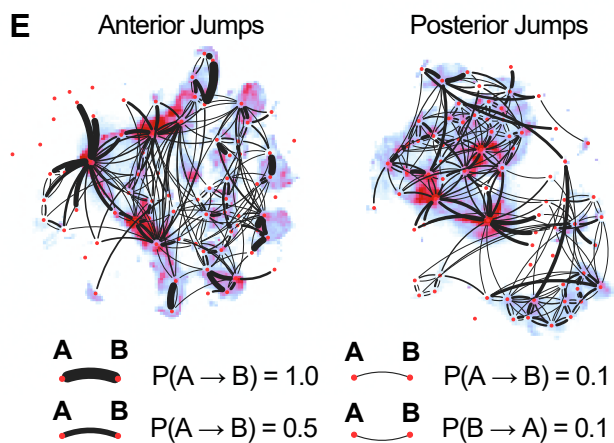 E
Anterior Jumps
Posterior Jumps
A B P(A → B) = 1.0
A B P(A → B) = 0.5
A B P(A → B) = 0.1
A B P(B → A) = 0.1